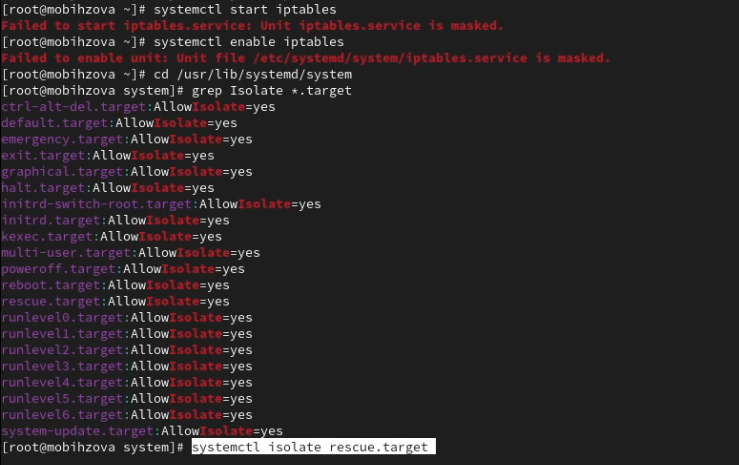 [root@mobihzova ~]# systemctl start iptables
Failed to start iptables.service: Unit iptables.service is masked.
[root@mobihzova ~]# systemctl enable iptables
Failed to enable unit: Unit file /etc/systemd/system/iptables.service is masked.
[root@mobihzova ~]# cd /usr/lib/systemd/system
[root@mobihzova system]# grep Isolate *.target
ctrl-alt-del.target:AllowIsolate=yes
default.target:AllowIsolate=yes
emergency.target:AllowIsolate=yes
exit.target:AllowIsolate=yes
graphical.target:AllowIsolate=yes
halt.target:AllowIsolate=yes
initrd-switch-root.target:AllowIsolate=yes
initrd.target:AllowIsolate=yes
kexec.target:AllowIsolate=yes
multi-user.target:AllowIsolate=yes
poweroff.target:AllowIsolate=yes
reboot.target:AllowIsolate=yes
rescue.target:AllowIsolate=yes
runlevel0.target:AllowIsolate=yes
runlevel1.target:AllowIsolate=yes
runlevel2.target:AllowIsolate=yes
runlevel3.target:AllowIsolate=yes
runlevel4.target:AllowIsolate=yes
runlevel5.target:AllowIsolate=yes
runlevel6.target:AllowIsolate=yes
system-update.target:AllowIsolate=yes
[root@mobihzova system]# systemctl isolate rescue.target